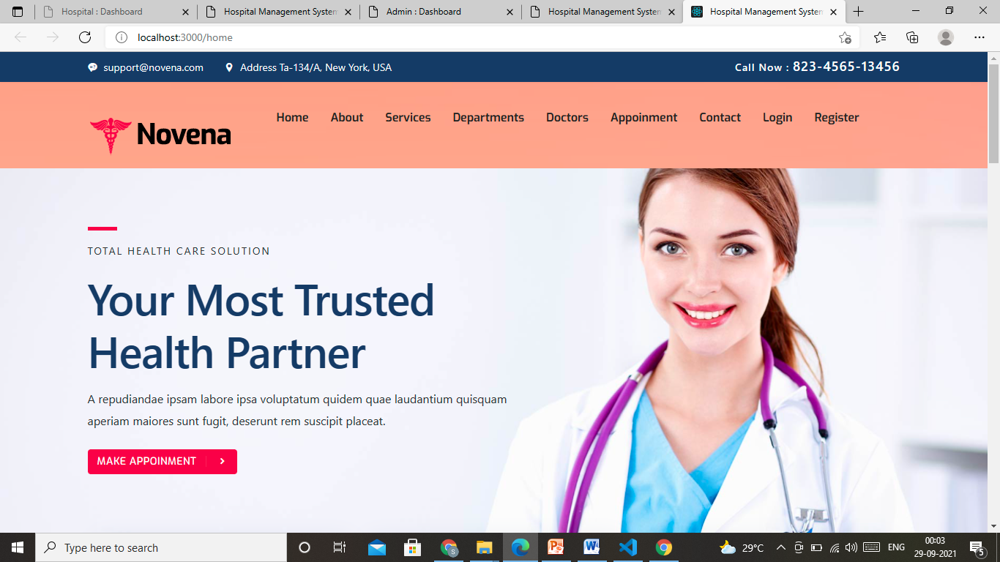 Hospital : Dashboard
Hospital Management System
Admin : Dashboard
Hospital Management System
Hospital Management System
localhost:3000/home
support@novena.com
Address Ta-134/A, New York, USA
Call Now : 823-4565-13456
Novena
Home
About
Services
Departments
Doctors
Appoinment
Contact
Login
Register
TOTAL HEALTH CARE SOLUTION
Your Most Trusted
Health Partner
A repudiandae ipsam labore ipsa voluptatum quidem quae laudantium quisquam
aperiam maiores sunt fugit, deserunt rem suscipit placeat.
MAKE APPOINMENT
Type here to search
29°C
ENG
00:03
29-09-2021
5